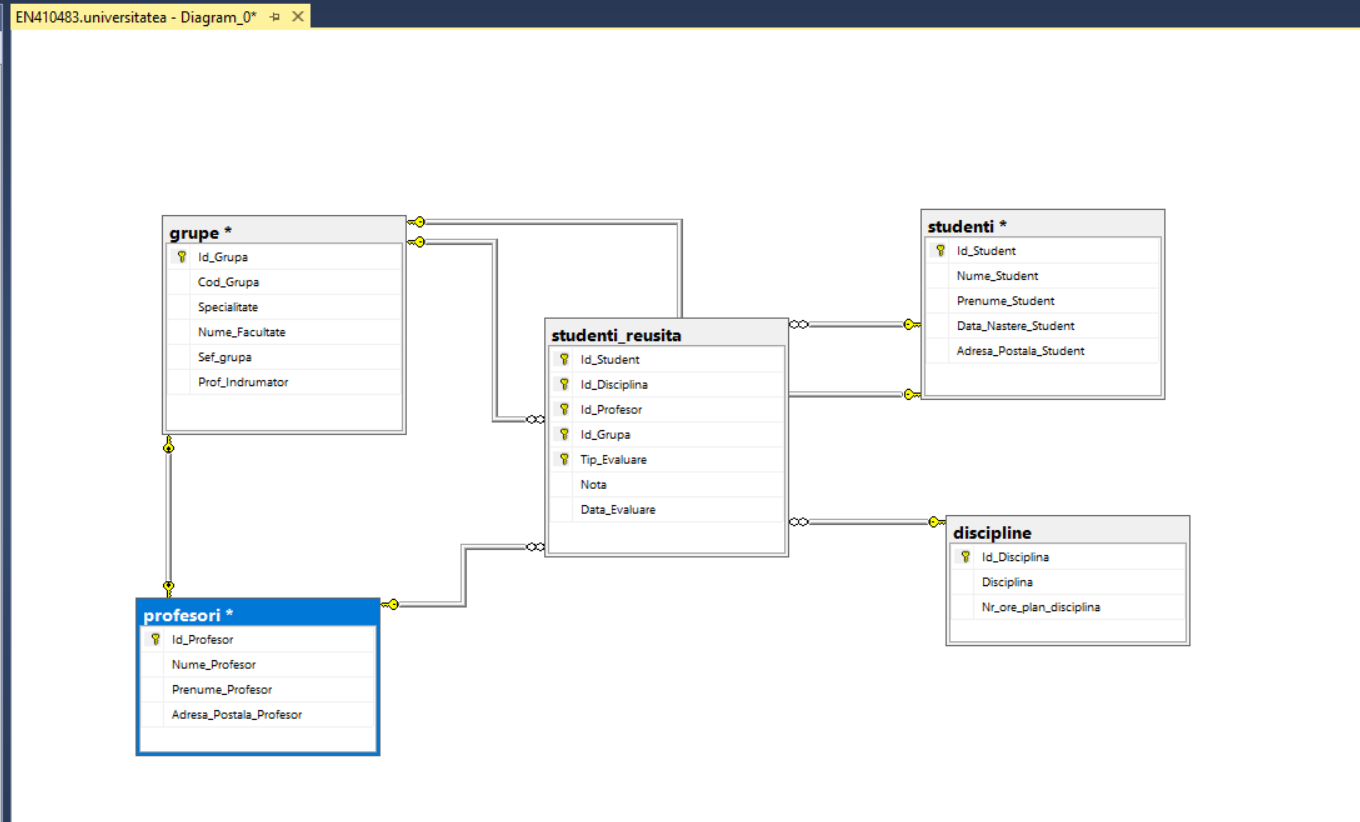 EN410483.universitatea - Diagram_0*
grupe *
Id_Grupa
Cod_Grupa
Specialitate
Nume_Facultate
Sef_grupa
Prof_Indrumator
studenti *
Id_Student
Nume_Student
Prenume_Student
Data_Nastere_Student
Adresa_Postala_Student
studenti_reusita
Id_Student
Id_Disciplina
Id_Profesor
Id_Grupa
Tip_Evaluare
Nota
Data_Evaluare
discipline
Id_Disciplina
Disciplina
Nr_ore_plan_disciplina
profesori *
Id_Profesor
Nume_Profesor
Prenume_Profesor
Adresa_Postala_Profesor